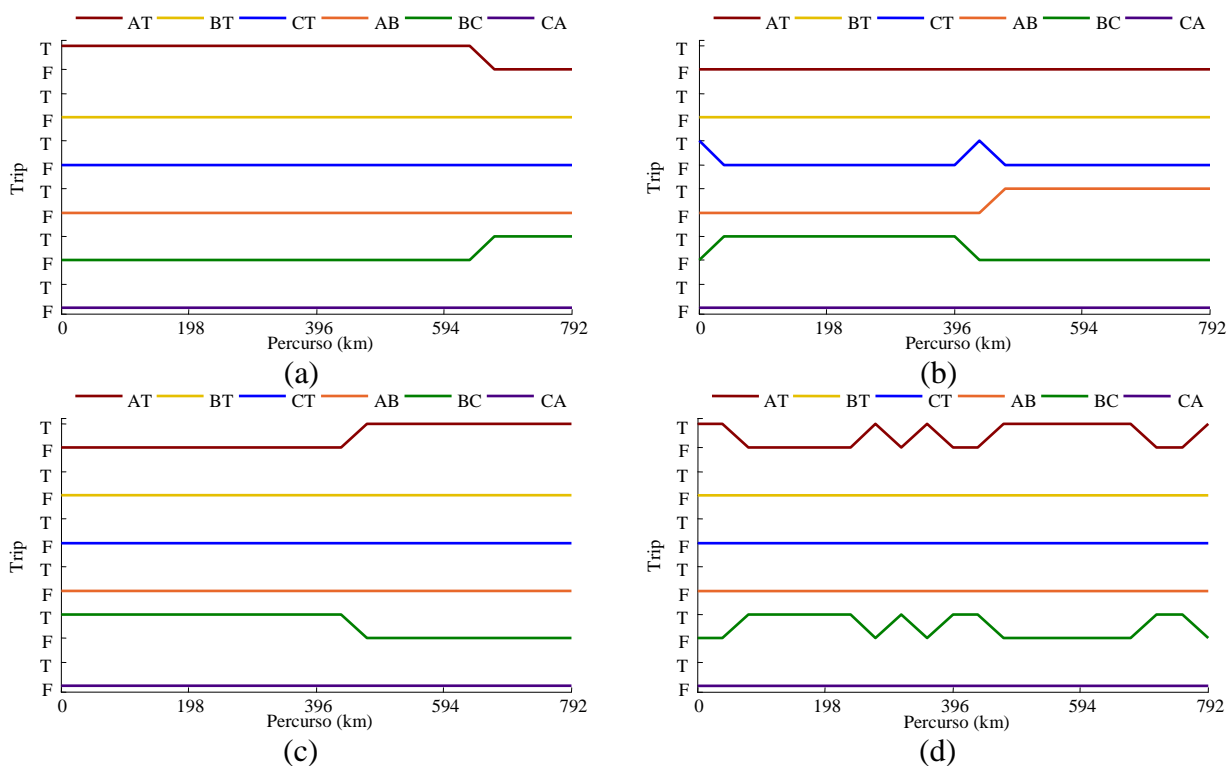 AT BT CT AB BC CA
T
F
T
F
T
F
T
F
T
F
T
F
Trip
0 198 396 594 792
Percurso (km)
(a)
AT BT CT AB BC CA
T
F
T
F
T
F
T
F
T
F
T
F
Trip
0 198 396 594 792
Percurso (km)
(b)
AT BT CT AB BC CA
T
F
T
F
T
F
T
F
T
F
T
F
Trip
0 198 396 594 792
Percurso (km)
(c)
AT BT CT AB BC CA
T
F
T
F
T
F
T
F
T
F
T
F
Trip
0 198 396 594 792
Percurso (km)
(d)